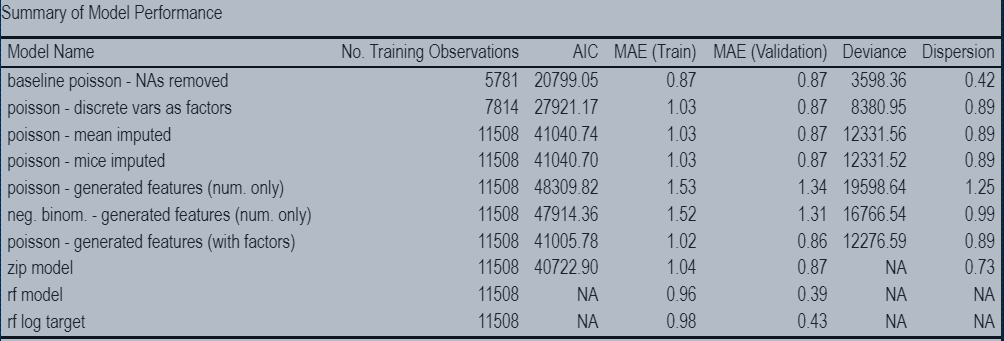 Summary of Model Performance
Model Name No. Training Observations AIC MAE (Train) MAE (Validation) Deviance Dispersion
baseline poisson - NAs removed 5781 20799.05 0.87 0.87 3598.36 0.42
poisson - discrete vars as factors 7814 27921.17 1.03 0.87 8380.95 0.89
poisson - mean imputed 11508 41040.74 1.03 0.87 12331.56 0.89
poisson - mice imputed 11508 41040.70 1.03 0.87 12331.52 0.89
poisson - generated features (num. only) 11508 48309.82 1.53 1.34 19598.64 1.25
neg. binom. - generated features (num. only) 11508 47914.36 1.52 1.31 16766.54 0.99
poisson - generated features (with factors) 11508 41005.78 1.02 0.86 12276.59 0.89
zip model 11508 40722.90 1.04 0.87 NA 0.73
rf model 11508 NA 0.96 0.39 NA NA
rf log target 11508 NA 0.98 0.43 NA NA